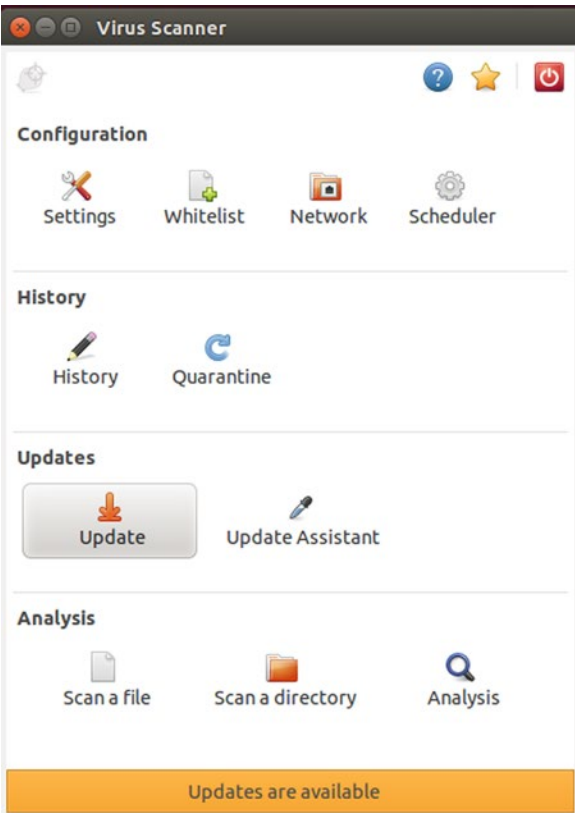 Virus Scanner
Configuration
Settings Whitelist Network Scheduler
History
History Quarantine
Updates
Update Update Assistant
Analysis
Scan a file Scan a directory Analysis
Updates are available